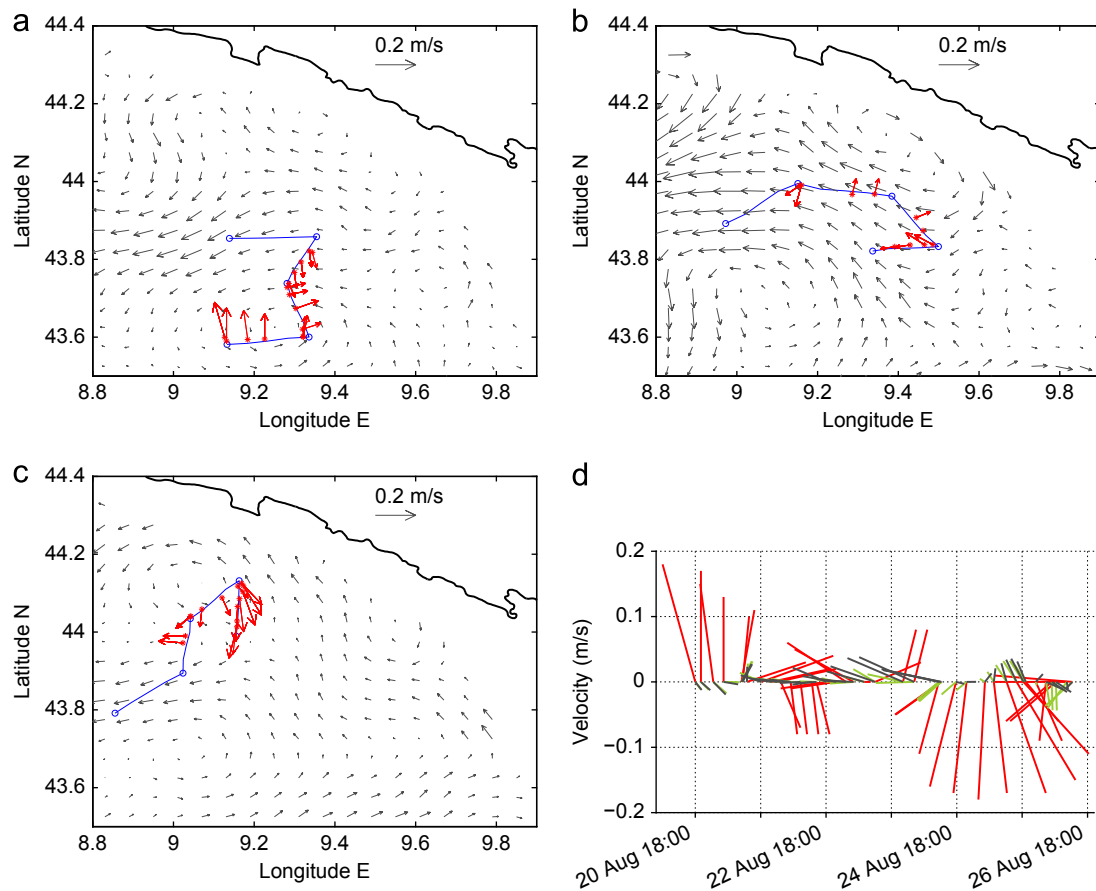 a
44.4
44.2
44
43.8
43.6
Latitude N
0.2 m/s
8.8
9
9.2
9.4
9.6
9.8
Longitude E
b
44.4
44.2
44
43.8
43.6
Latitude N
0.2 m/s
8.8
9
9.2
9.4
9.6
9.8
Longitude E
c
44.4
44.2
44
43.8
43.6
Latitude N
0.2 m/s
8.8
9
9.2
9.4
9.6
9.8
Longitude E
d
0.2
0.1
0
−0.1
−0.2
Velocity (m/s)
20 Aug 18:00
22 Aug 18:00
24 Aug 18:00
26 Aug 18:00